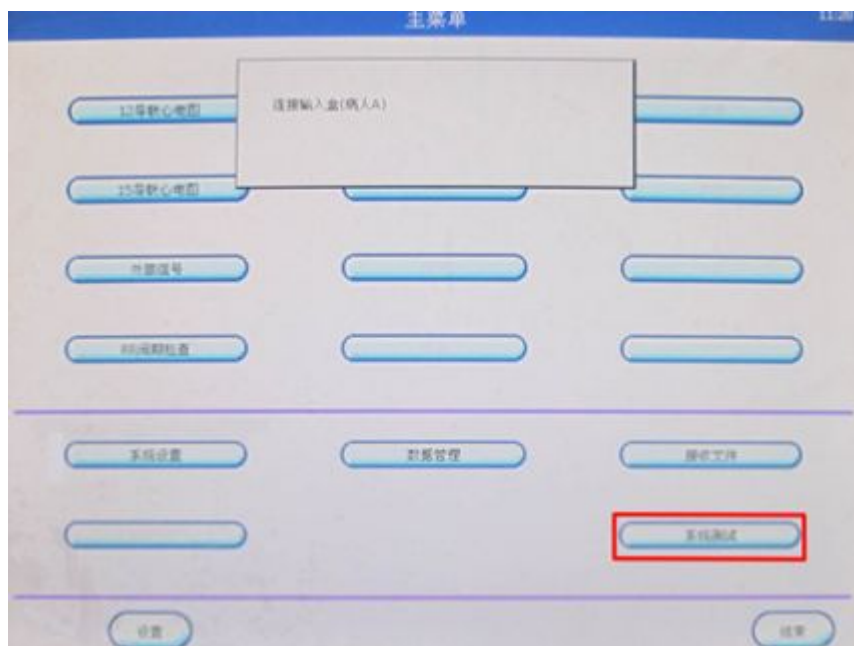 主菜单
11:20
连接输入盒(病人A)
12导联心电图
15导联心电图
外部信号
RR间期检查
系统设置
数据管理
接收文件
系统测试
设置
结束